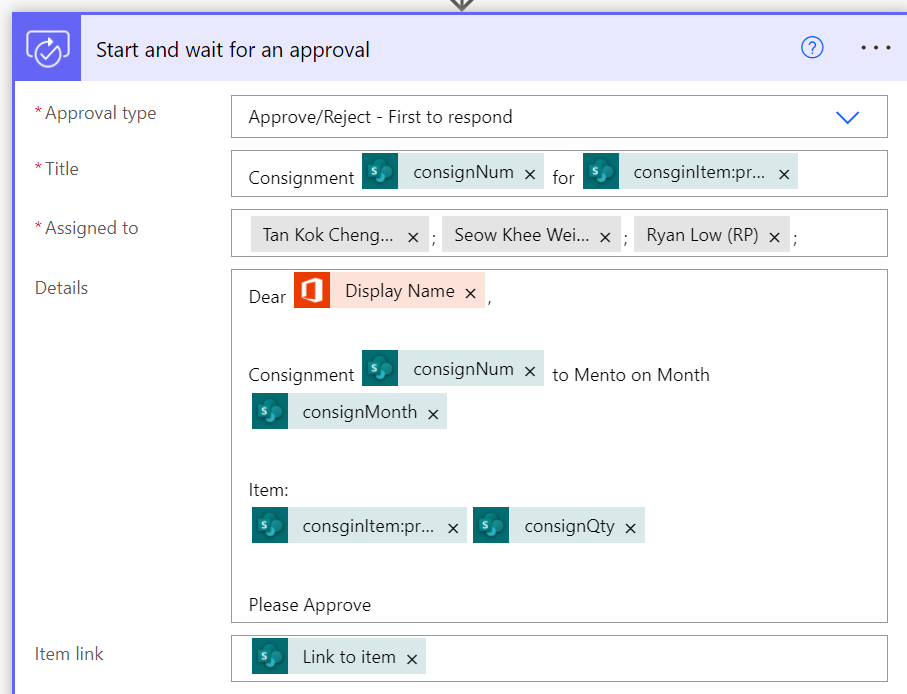 Start and wait for an approval
* Approval type
Approve/Reject - First to respond
* Title
Consignment consignNum × for consginItem:pr... ×
* Assigned to
Tan Kok Cheng... × ; Seow Khee Wei... × ; Ryan Low (RP) × ;
Details
Dear Display Name × ,
Consignment consignNum × to Mento on Month
consignMonth ×
Item:
consginItem:pr... × consignQty ×
Please Approve
Item link
Link to item ×